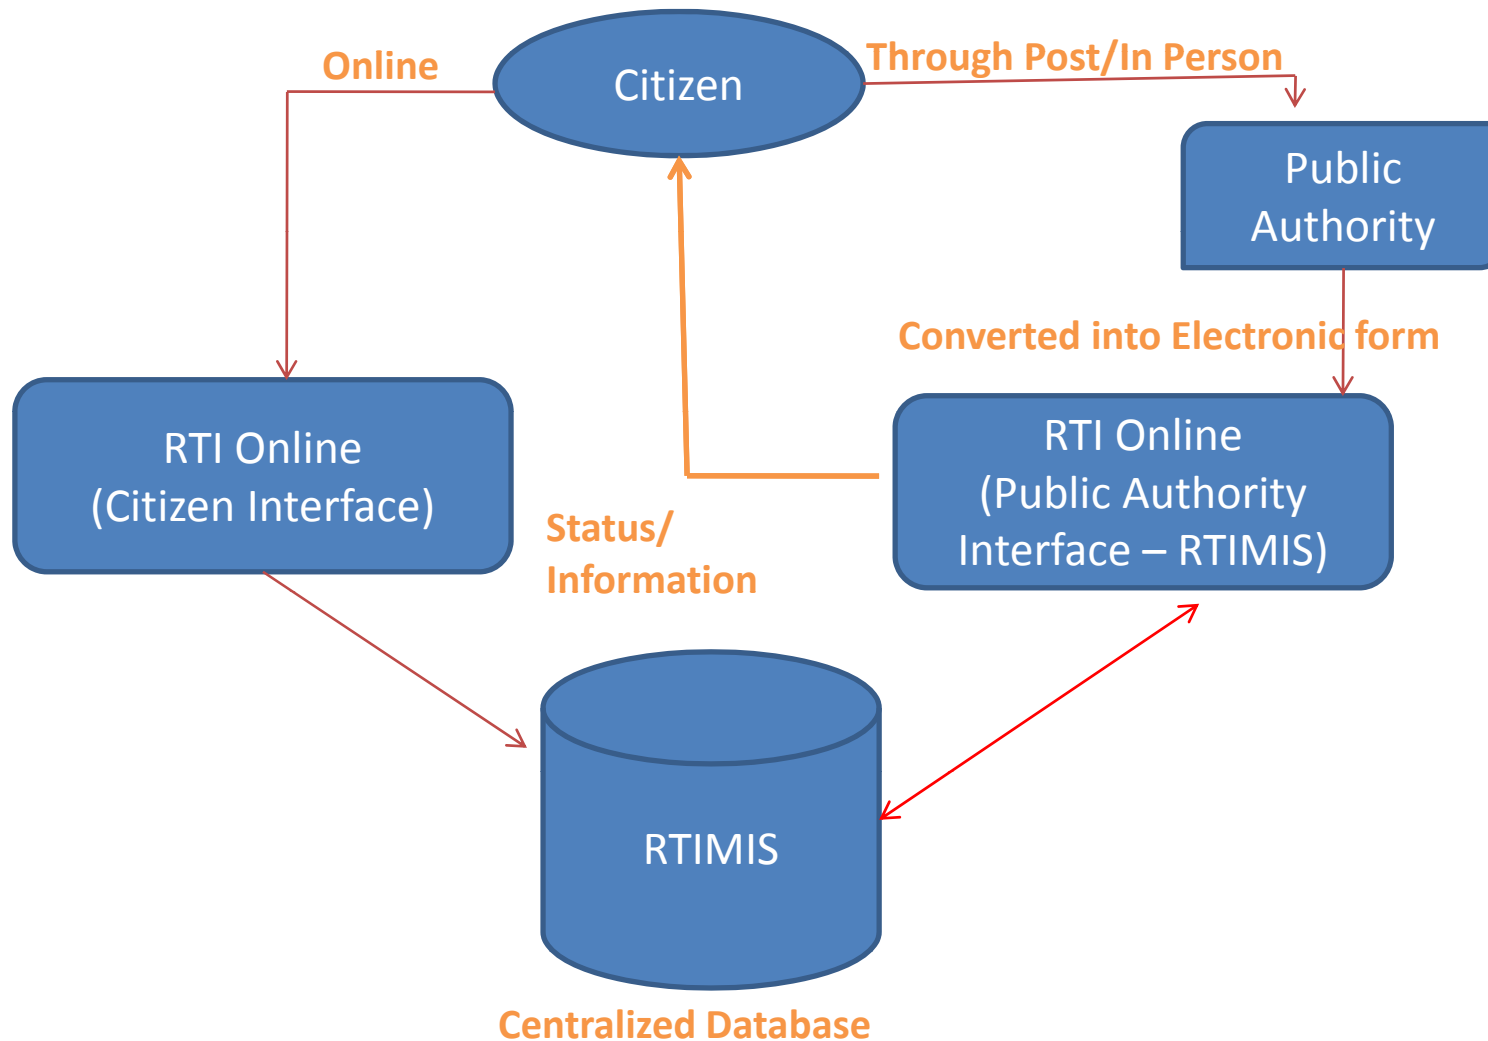 Online
Citizen
Through Post/In Person
Public
Authority
Converted into Electronic form
RTI Online
(Citizen Interface)
RTI Online
(Public Authority
Interface – RTIMIS)
Status/
Information
RTIMIS
Centralized Database